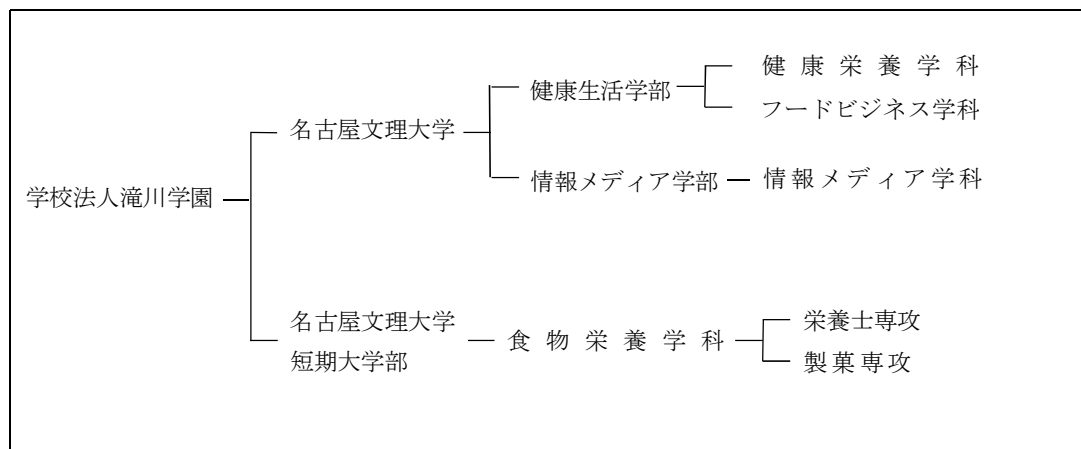 学校法人滝川学園
名古屋文理大学
健康生活学部
健康栄養学科
フードビジネス学科
情報メディア学部
情報メディア学科
名古屋文理大学
短期大学部
食物栄養学科
栄養士専攻
製菓専攻